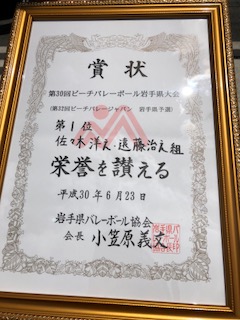 賞状
第30回ビーチバレーボール岩手県大会
(第32回ビーチバレージャパン 岩手県予選)
第1位
佐々木洋え・遠藤治え組
栄誉を讃える
平成30年6月23日
岩手県バレーボール協会
会長 小笠原義文